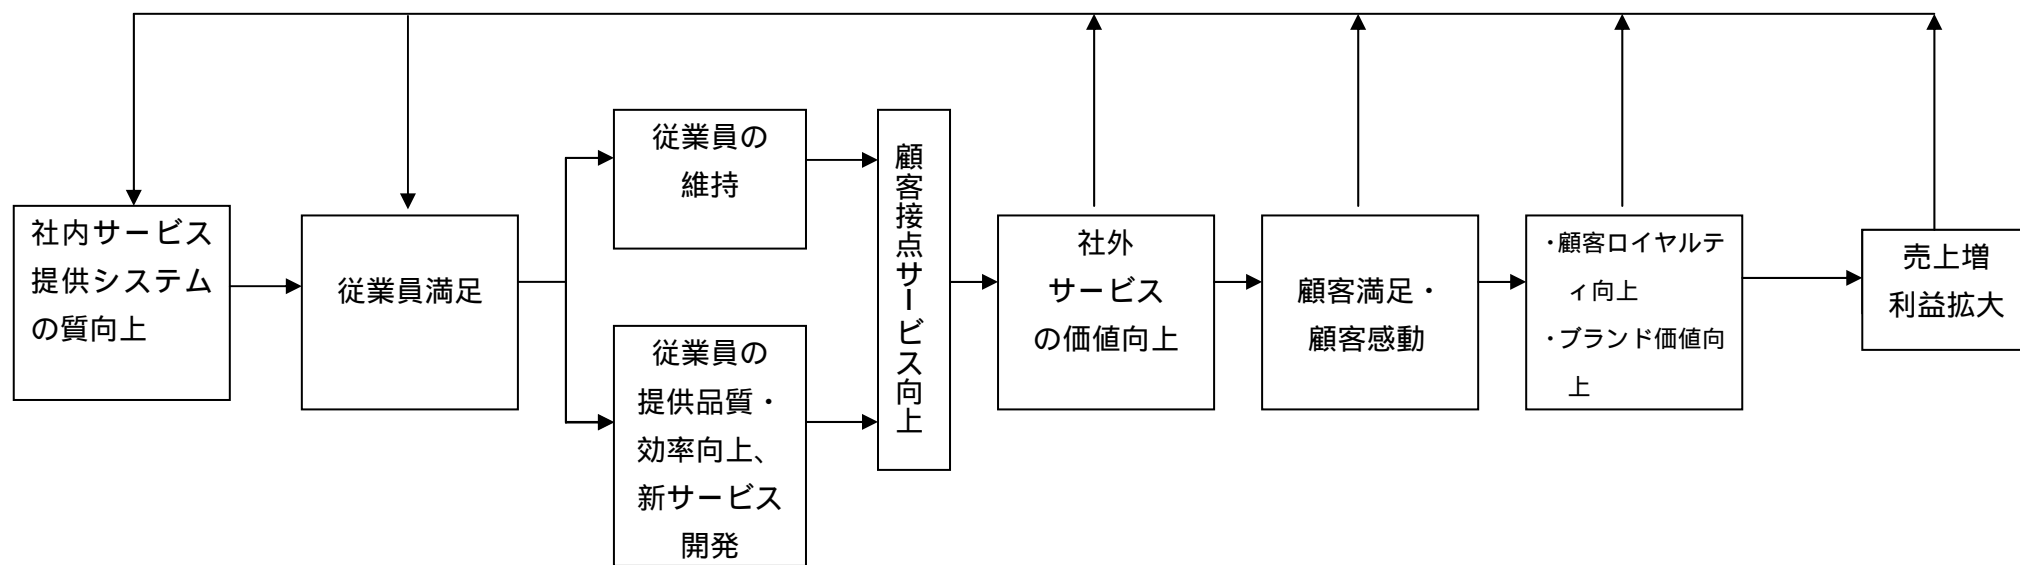 社内サービス
提供システム
の質向上
従業員満足
従業員の
維持
従業員の
提供品質・
効率向上、
新サービス
開発
顧客接点サービス向上
社外
サービス
の価値向上
顧客満足・
顧客感動
・顧客ロイヤルテ
ィ向上
・ブランド価値向
上
売上増
利益拡大